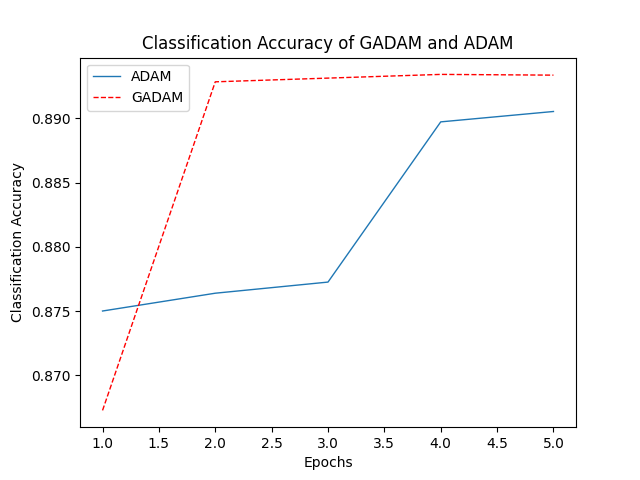 Classification Accuracy of GADAM and ADAM
ADAM
GADAM
Classification Accuracy
0.890
0.885
0.880
0.875
0.870
1.0 1.5 2.0 2.5 3.0 3.5 4.0 4.5 5.0
Epochs